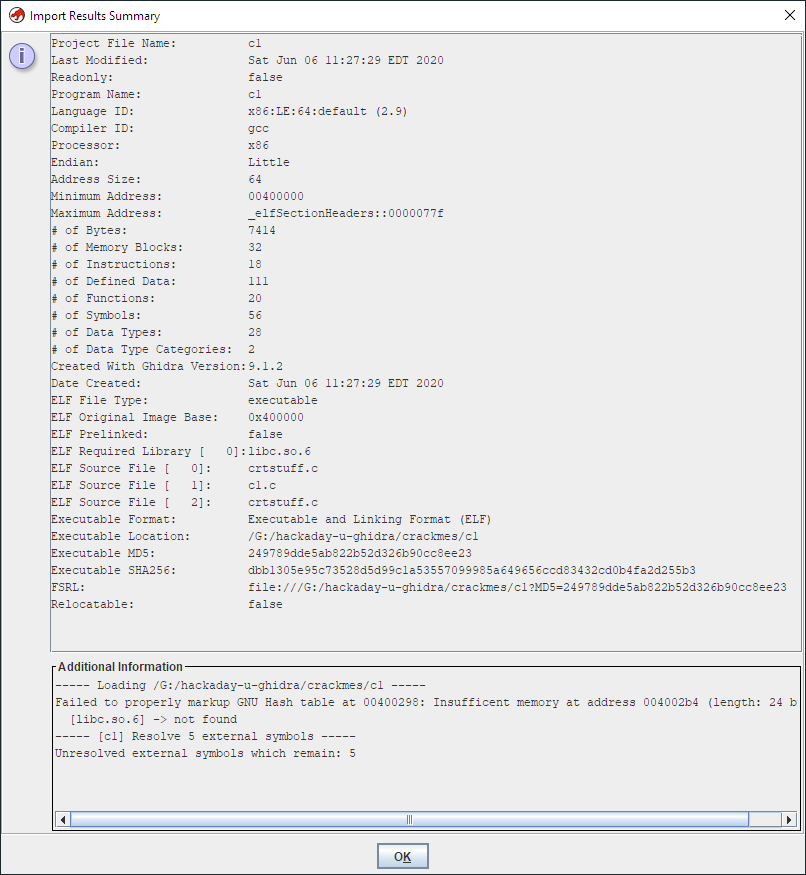 Import Results Summary
Project File Name: c1
Last Modified: Sat Jun 06 11:27:29 EDT 2020
Readonly: false
Program Name: c1
Language ID: x86:LE:64:default (2.9)
Compiler ID: gcc
Processor: x86
Endian: Little
Address Size: 64
Minimum Address: 00400000
Maximum Address: _elfSectionHeaders::0000077f
# of Bytes: 7414
# of Memory Blocks: 32
# of Instructions: 18
# of Defined Data: 111
# of Functions: 20
# of Symbols: 56
# of Data Types: 28
# of Data Type Categories: 2
Created With Ghidra Version: 9.1.2
Date Created: Sat Jun 06 11:27:29 EDT 2020
ELF File Type: executable
ELF Original Image Base: 0x400000
ELF Prelinked: false
ELF Required Library [ 0]: libc.so.6
ELF Source File [ 0]: crtstuff.c
ELF Source File [ 1]: c1.c
ELF Source File [ 2]: crtstuff.c
Executable Format: Executable and Linking Format (ELF)
Executable Location: /G:/hackaday-u-ghidra/crackmes/c1
Executable MD5: 249789dde5ab822b52d326b90cc8ee23
Executable SHA256: dbb1305e95c73528d5d99c1a53557099985a649656ccd83432cd0b4fa2d255b3
FSRL: file:///G:/hackaday-u-ghidra/crackmes/c1?MD5=249789dde5ab822b52d326b90cc8ee23
Relocatable: false
Additional Information
----- Loading /G:/hackaday-u-ghidra/crackmes/c1 -----
Failed to properly markup GNU Hash table at 00400298: Insufficent memory at address 004002b4 (length: 24 b
[libc.so.6] -> not found
----- [c1] Resolve 5 external symbols -----
Unresolved external symbols which remain: 5
OK